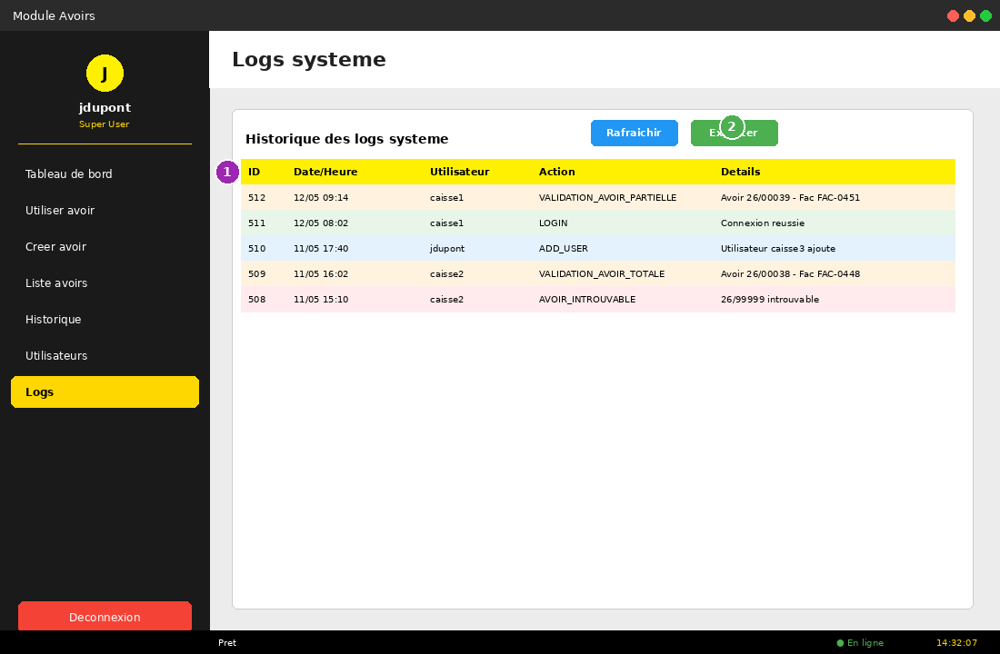 Module Avoirs
J
jdupont
Super User
Tableau de bord
Utiliser avoir
Creer avoir
Liste avoirs
Historique
Utilisateurs
Logs
Deconnexion
Logs systeme
Historique des logs systeme
Rafraichir
2
1
ID Date/Heure Utilisateur Action Details
512 12/05 09:14 caisse1 VALIDATION_AVOIR_PARTIELLE Avoir 26/00039 - Fac FAC-0451
511 12/05 08:02 caisse1 LOGIN Connexion reussie
510 11/05 17:40 jdupont ADD_USER Utilisateur caisse3 ajoute
509 11/05 16:02 caisse2 VALIDATION_AVOIR_TOTALE Avoir 26/00038 - Fac FAC-0448
508 11/05 15:10 caisse2 AVOIR_INTROUVABLE 26/99999 introuvable
Pret
En ligne
14:32:07